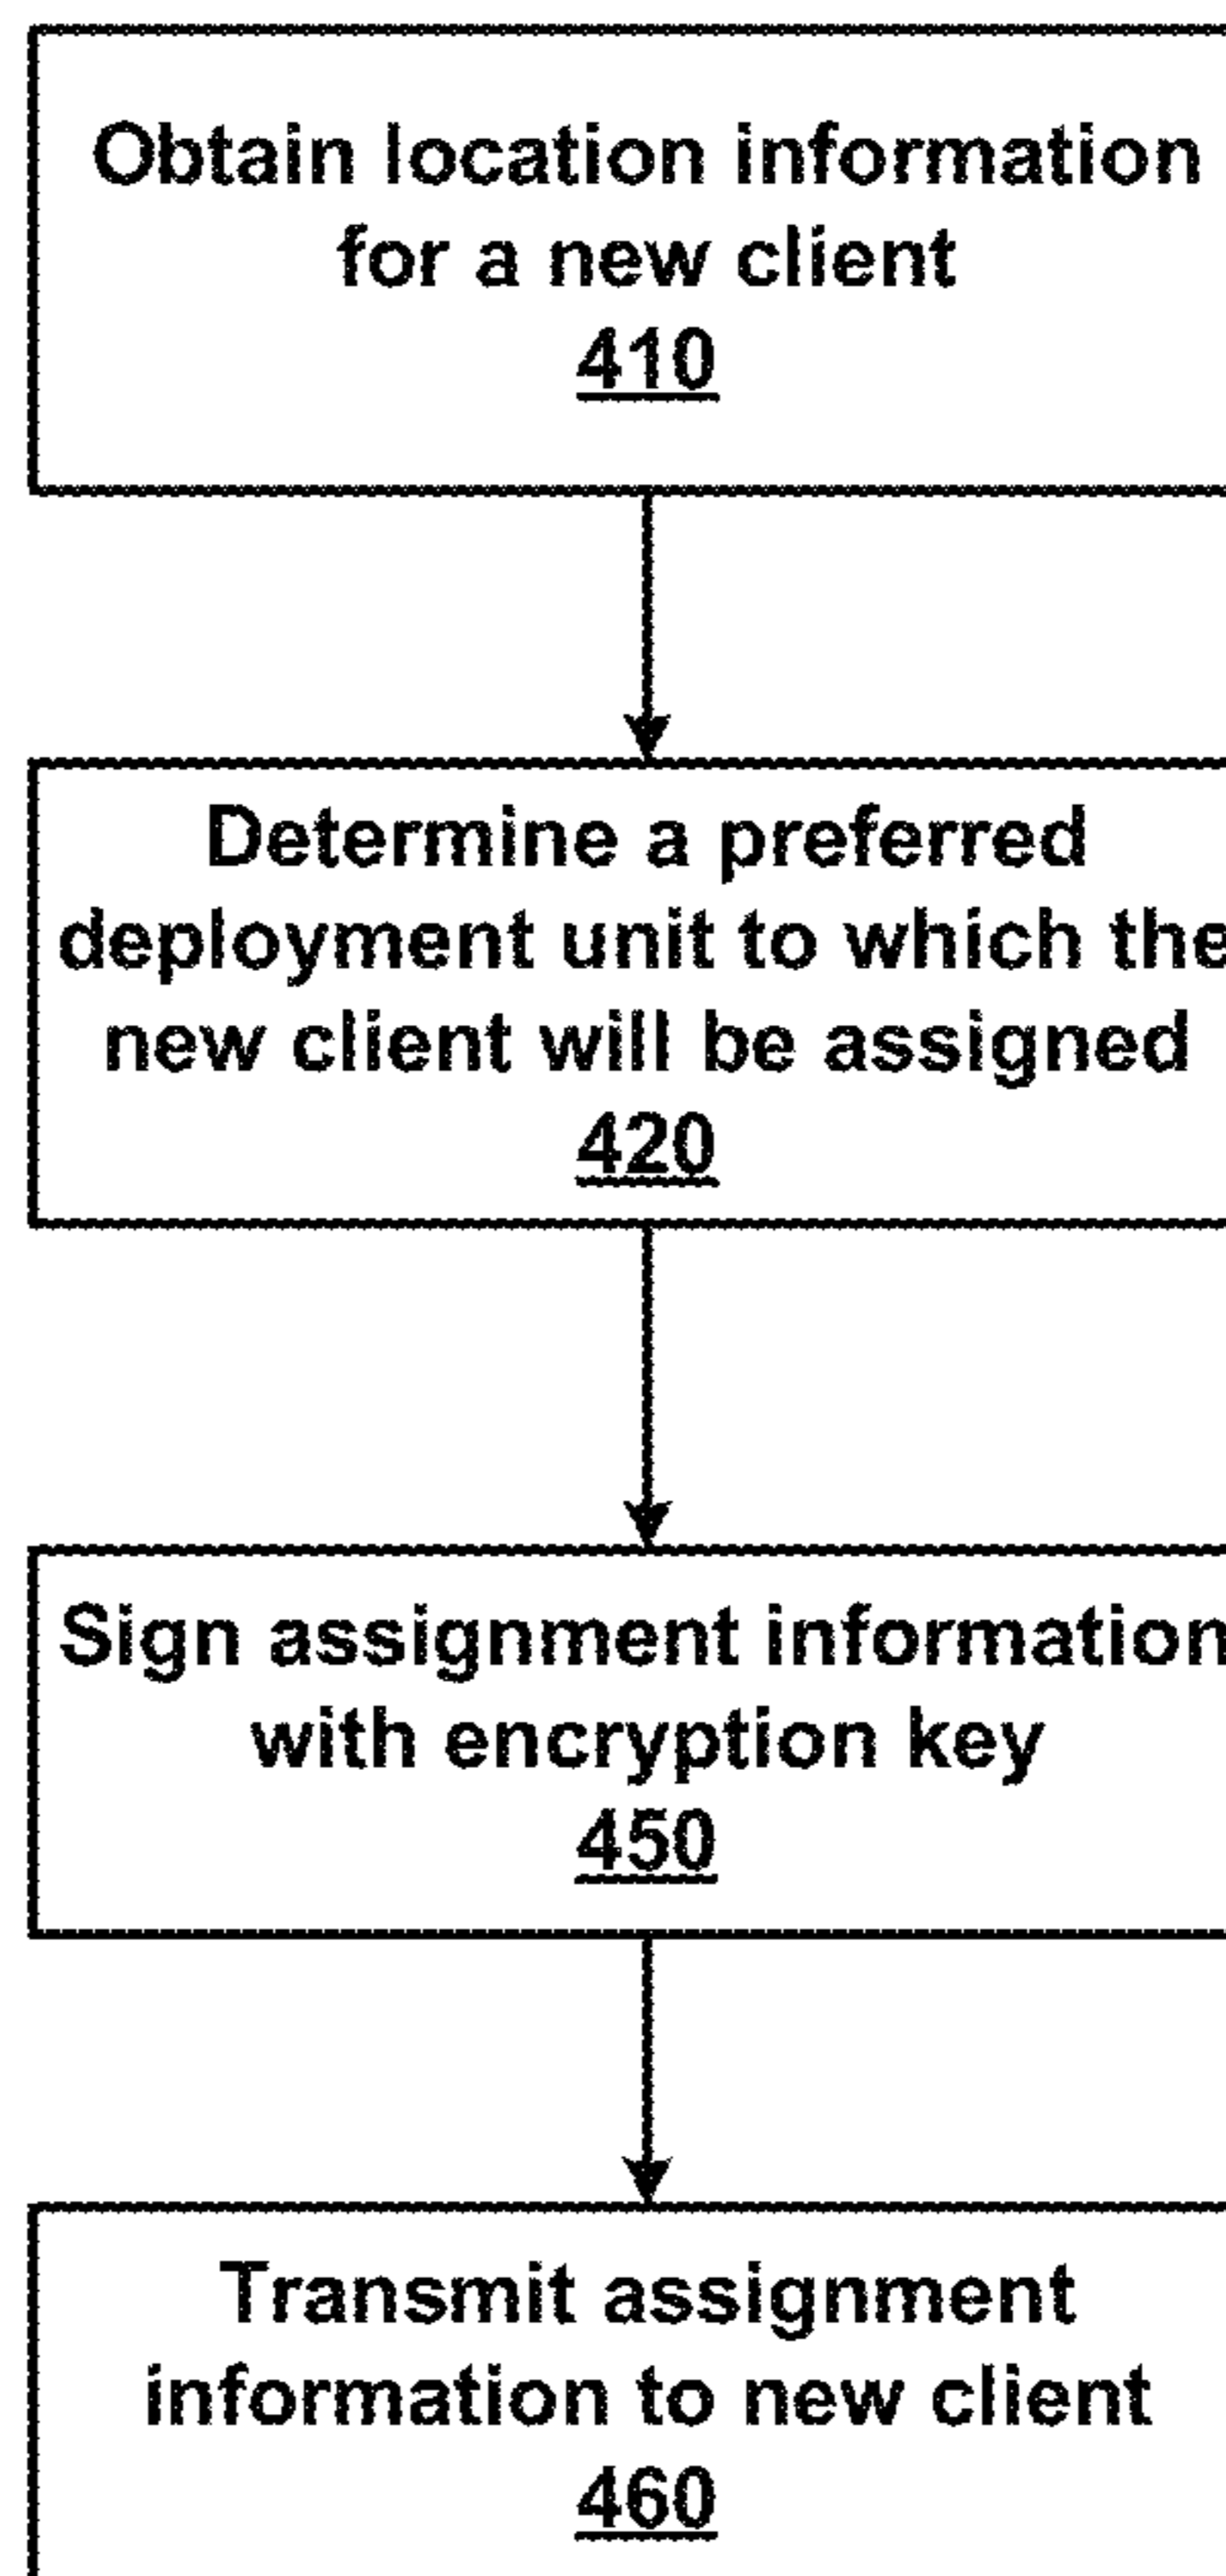 Obtain location information
for a new client
410
Determine a preferred
deployment unit to which the
new client will be assigned
420
Sign assignment information
with encryption key
450
Transmit assignment
information to new client
460